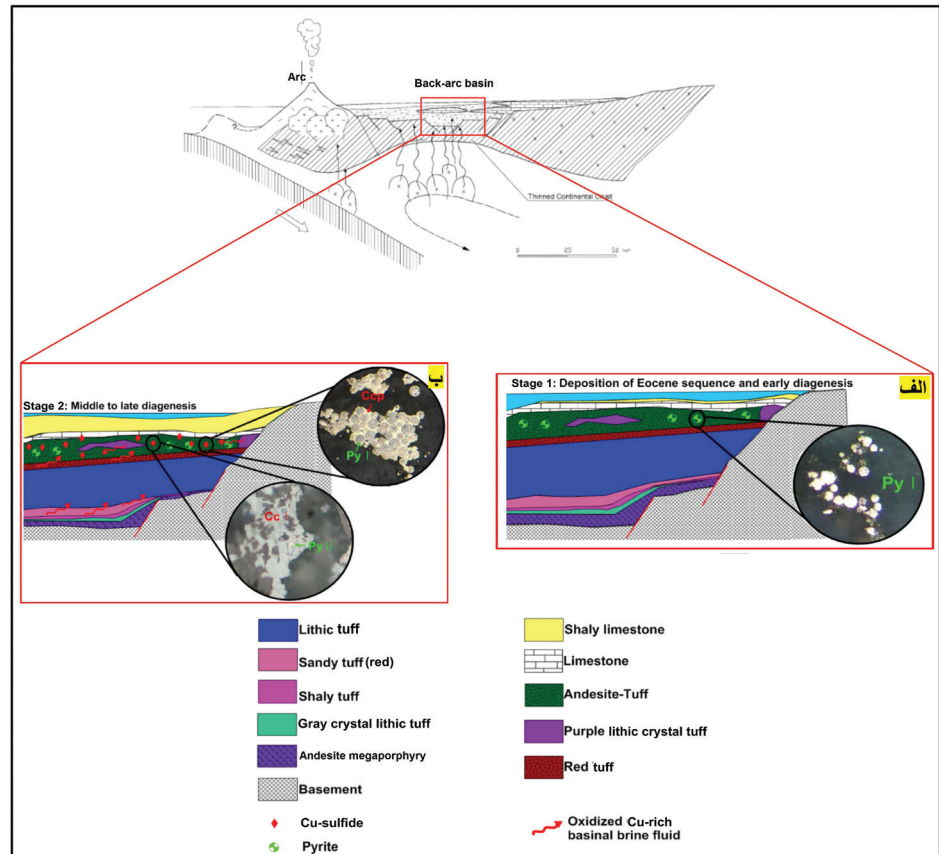 Arc
Back-arc basin
Thinned Continental Crust
0 25 50 km
Stage 2: Middle to late diagenesis
ب
Ccp
Py I
Cc
Py I
Stage 1: Deposition of Eocene sequence and early diagenesis
الف
Py I
Lithic tuff
Sandy tuff (red)
Shaly tuff
Gray crystal lithic tuff
Andesite megaporphyry
Basement
Cu-sulfide
Pyrite
Shaly limestone
Limestone
Andesite-Tuff
Purple lithic crystal tuff
Red tuff
Oxidized Cu-rich
basinal brine fluid